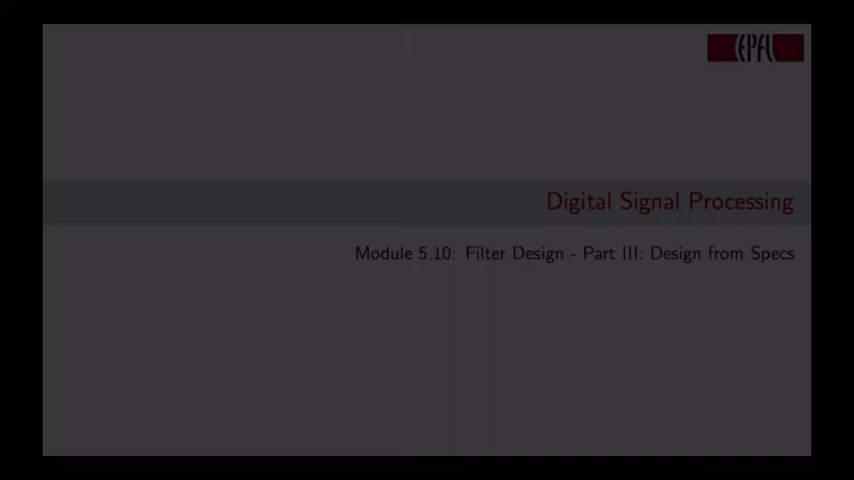 EPFL
Digital Signal Processing
Module 5.10: Filter Design - Part III: Design from Specs